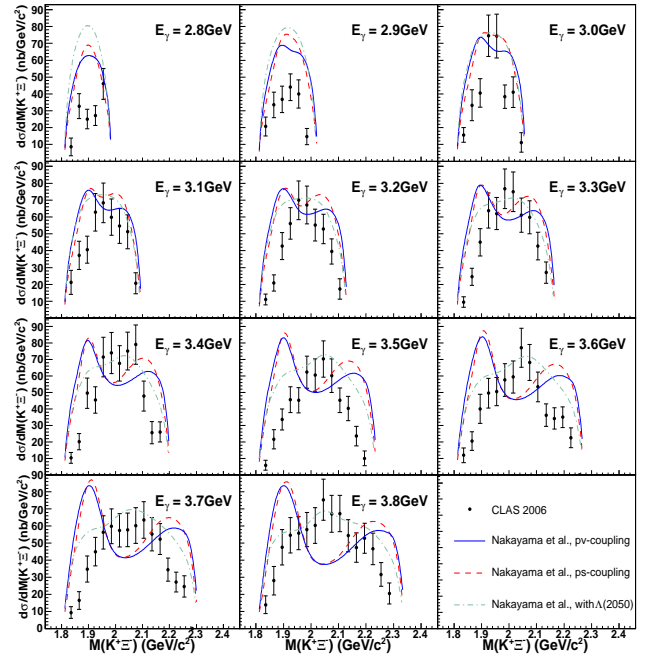 dσ/dM(K⁺Ξ⁻) (nb/GeV/c²)
90
80
70
60
50
40
30
20
10
E_γ = 2.8GeV
E_γ = 2.9GeV
E_γ = 3.0GeV
dσ/dM(K⁺Ξ⁻) (nb/GeV/c²)
90
80
70
60
50
40
30
20
10
E_γ = 3.1GeV
E_γ = 3.2GeV
E_γ = 3.3GeV
dσ/dM(K⁺Ξ⁻) (nb/GeV/c²)
90
80
70
60
50
40
30
20
10
E_γ = 3.4GeV
E_γ = 3.5GeV
E_γ = 3.6GeV
dσ/dM(K⁺Ξ⁻) (nb/GeV/c²)
90
80
70
60
50
40
30
20
10
0
E_γ = 3.7GeV
E_γ = 3.8GeV
CLAS 2006
Nakayama et al., pv-coupling
Nakayama et al., ps-coupling
Nakayama et al., with Λ(2050)
1.8 1.9 2 2.1 2.2 2.3 2.4
1.8 1.9 2 2.1 2.2 2.3 2.4
1.8 1.9 2 2.1 2.2 2.3 2.4
M(K⁺Ξ⁻) (GeV/c²)
M(K⁺Ξ⁻) (GeV/c²)
M(K⁺Ξ⁻) (GeV/c²)